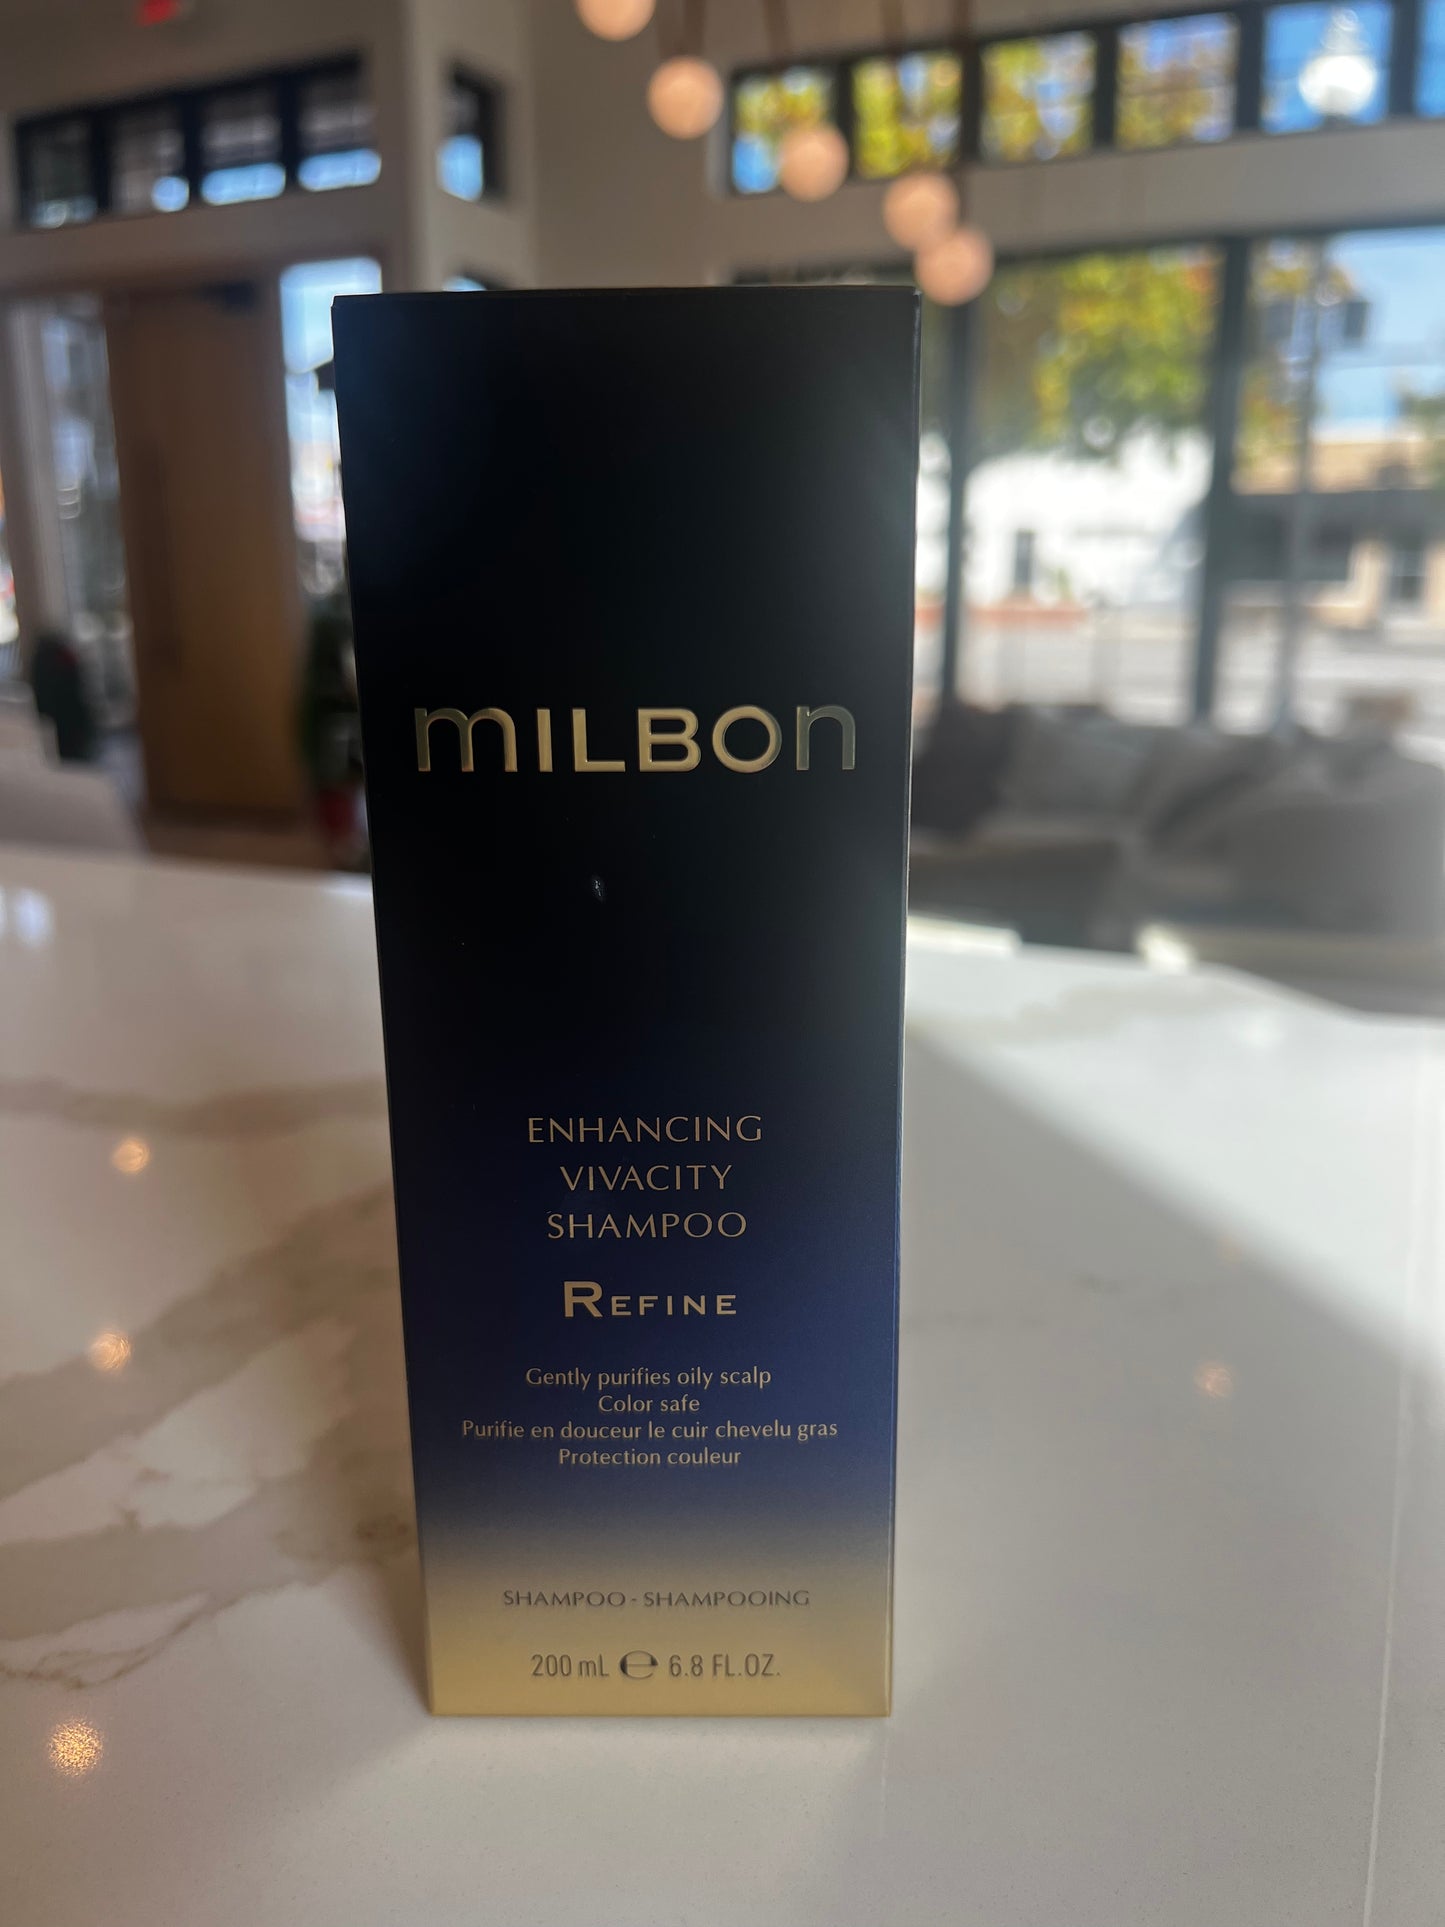 mILBOn
ENHANCING
VIVACITY
SHAMPOO
REFINE
Gently purifies oily scalp
Color safe
Purifie en douceur le cuir chevelu gras
Protection couleur
SHAMPOO - SHAMPOOING
200 mL ℮ 6.8 FL.OZ.